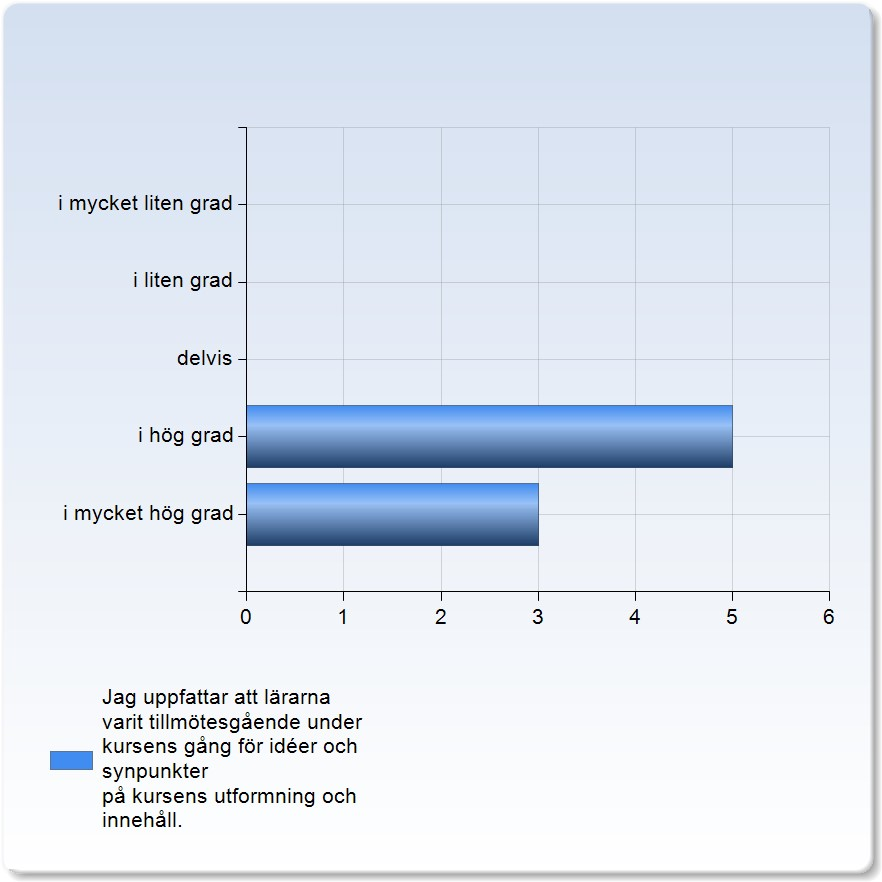 i mycket liten grad
i liten grad
delvis
i hög grad
i mycket hög grad
0 1 2 3 4 5 6
Jag uppfattar att lärarna
varit tillmötesgående under
kursens gång för idéer och
synpunkter
på kursens utformning och
innehåll.